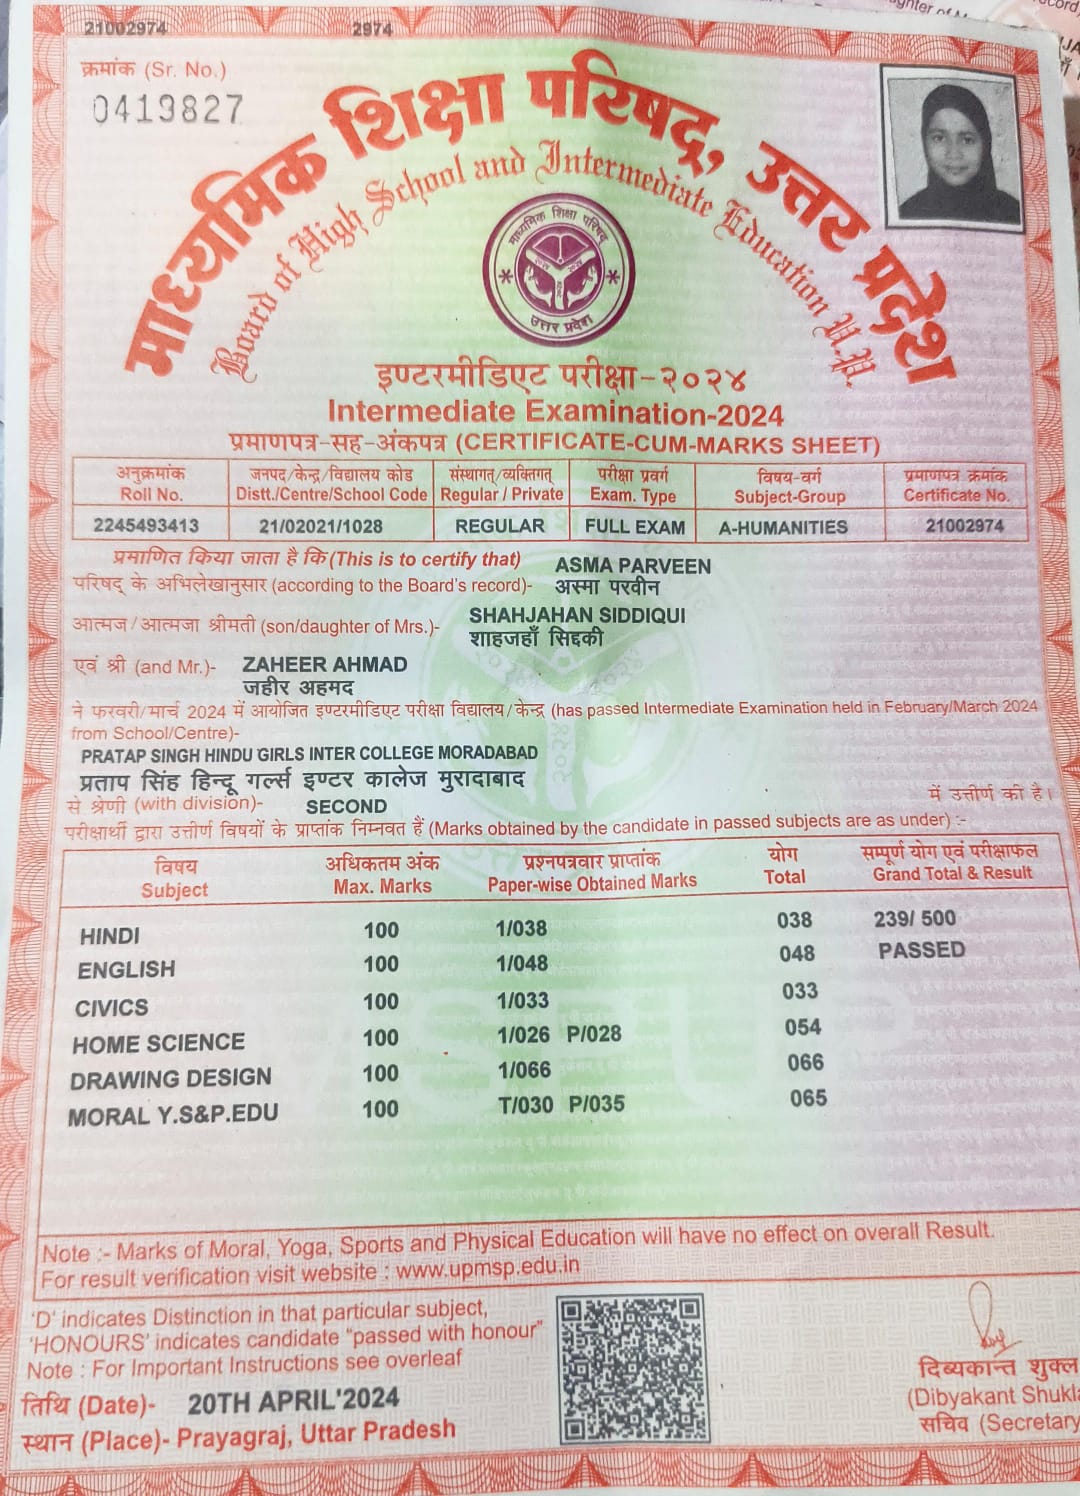 21002974 2974
क्रमांक (Sr. No.)
0419827
माध्यमिक शिक्षा परिषद्, उत्तर प्रदेश
Board of High School and Intermediate Education U.P.
माध्यमिक शिक्षा परिषद्
उत्तर प्रदेश
इण्टरमीडिएट परीक्षा-२०२४
Intermediate Examination-2024
प्रमाणपत्र-सह-अंकपत्र (CERTIFICATE-CUM-MARKS SHEET)
अनुक्रमांक जनपद/केन्द्र/विद्यालय कोड संस्थागत्/व्यक्तिगत् परीक्षा प्रवर्ग विषय-वर्ग प्रमाणपत्र क्रमांक
Roll No. Distt./Centre/School Code Regular / Private Exam. Type Subject-Group Certificate No.
2245493413 21/02021/1028 REGULAR FULL EXAM A-HUMANITIES 21002974
प्रमाणित किया जाता है कि (This is to certify that) ASMA PARVEEN
परिषद् के अभिलेखानुसार (according to the Board's record)- अस्मा परवीन
आत्मज/आत्मजा श्रीमती (son/daughter of Mrs.)- SHAHJAHAN SIDDIQUI
शाहजहाँ सिद्दकी
एवं श्री (and Mr.)- ZAHEER AHMAD
जहीर अहमद
ने फरवरी/मार्च 2024 में आयोजित इण्टरमीडिएट परीक्षा विद्यालय/केन्द्र (has passed Intermediate Examination held in February/March 2024
from School/Centre)-
PRATAP SINGH HINDU GIRLS INTER COLLEGE MORADABAD
प्रताप सिंह हिन्दू गर्ल्स इण्टर कालेज मुरादाबाद
से श्रेणी (with division)- SECOND में उत्तीर्ण की है।
परीक्षार्थी द्वारा उत्तीर्ण विषयों के प्राप्तांक निम्नवत हैं (Marks obtained by the candidate in passed subjects are as under) :-
विषय अधिकतम अंक प्रश्नपत्रवार प्राप्तांक योग सम्पूर्ण योग एवं परीक्षाफल
Subject Max. Marks Paper-wise Obtained Marks Total Grand Total & Result
HINDI 100 1/038 038 239/ 500
ENGLISH 100 1/048 048 PASSED
CIVICS 100 1/033 033
HOME SCIENCE 100 1/026 P/028 054
DRAWING DESIGN 100 1/066 066
MORAL Y.S&P.EDU 100 T/030 P/035 065
Note :- Marks of Moral, Yoga, Sports and Physical Education will have no effect on overall Result.
For result verification visit website : www.upmsp.edu.in
'D' indicates Distinction in that particular subject,
'HONOURS' indicates candidate "passed with honour"
Note : For Important Instructions see overleaf
तिथि (Date)- 20TH APRIL'2024
स्थान (Place)- Prayagraj, Uttar Pradesh
दिब्यकान्त शुक्ल
(Dibyakant Shukla
सचिव (Secretary